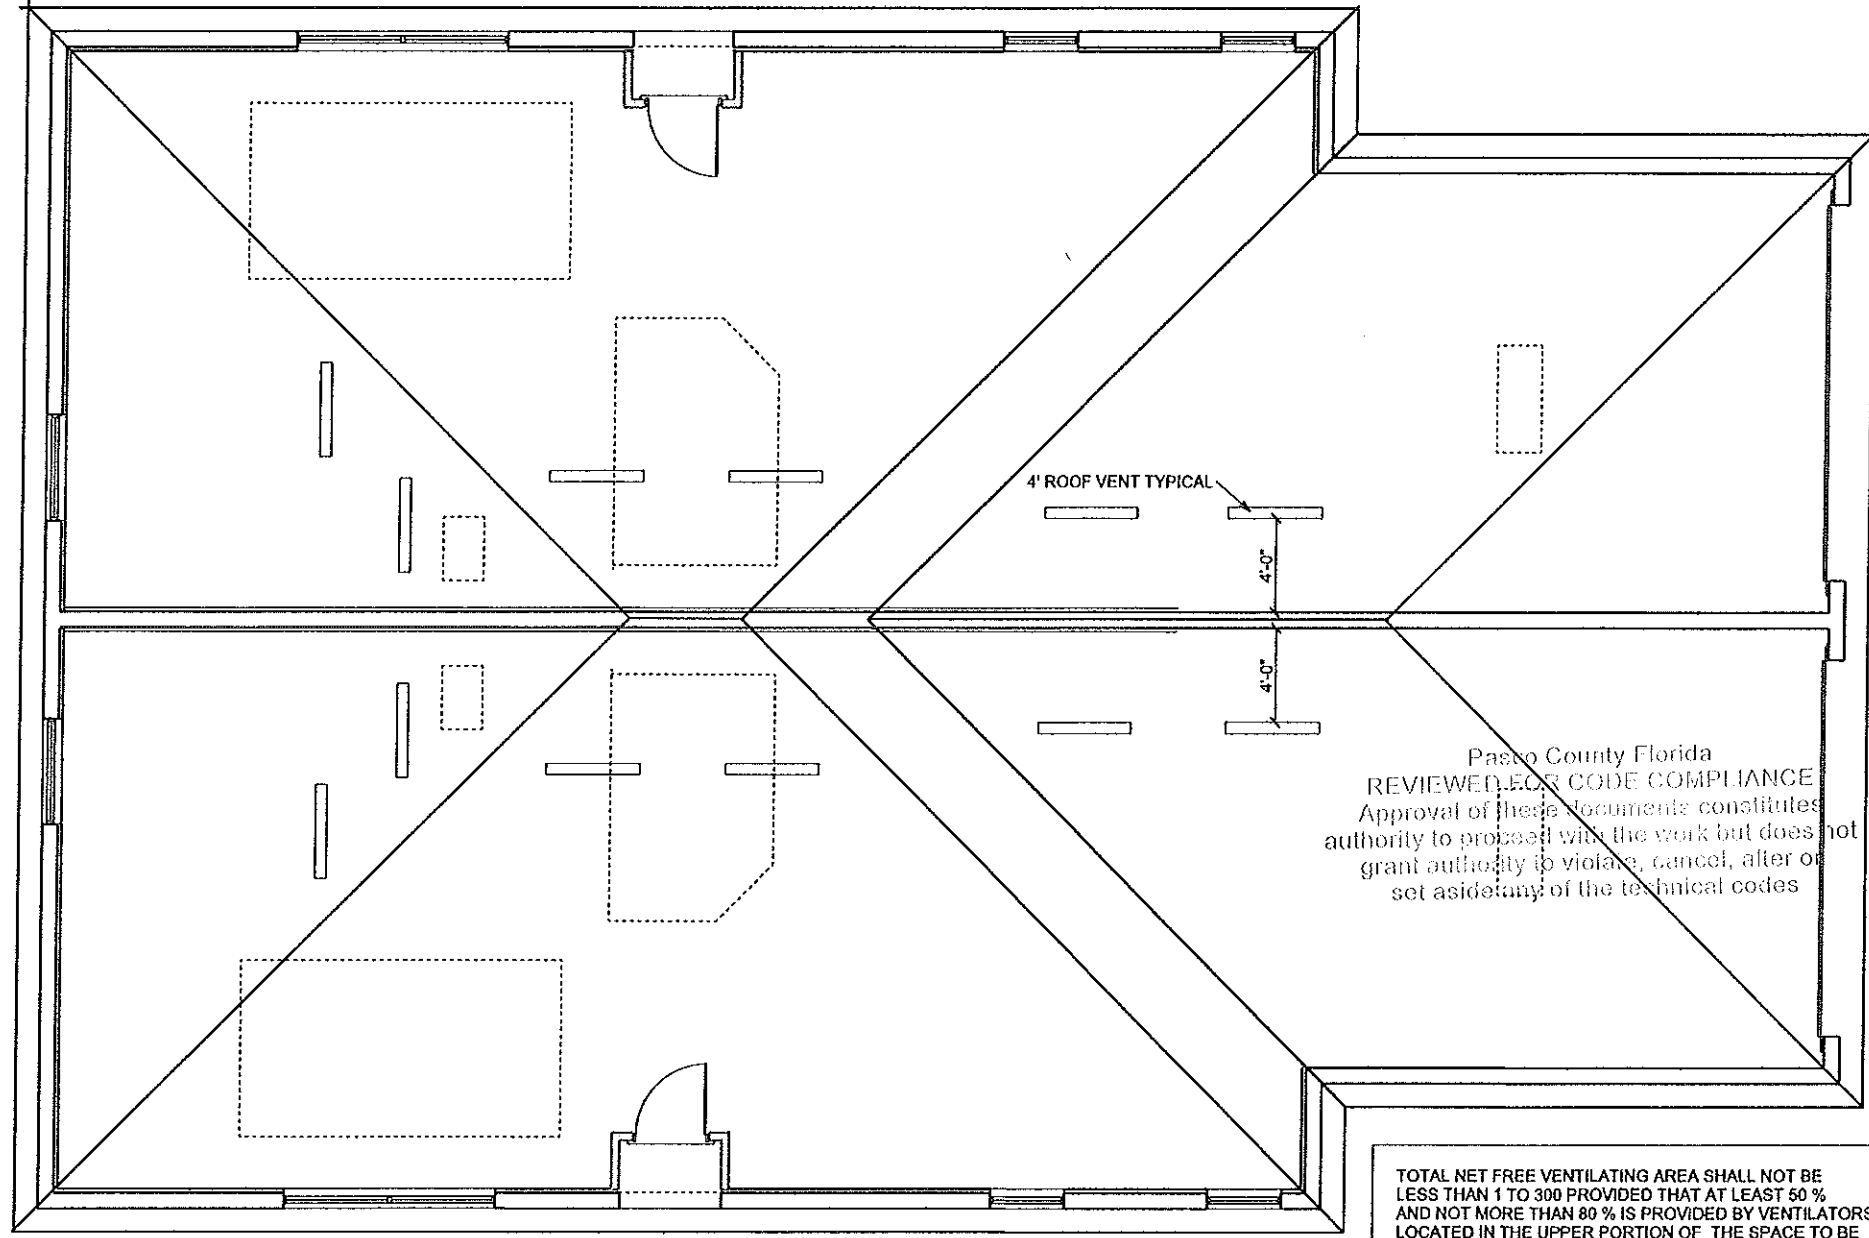 4' ROOF VENT TYPICAL
4'-0"
4'-0"
Pasco County Florida
REVIEWED FOR CODE COMPLIANCE
Approval of these documents constitutes
authority to proceed with the work but does not
grant authority to violate, cancel, alter or
set aside any of the technical codes
TOTAL NET FREE VENTILATING AREA SHALL NOT BE
LESS THAN 1 TO 300 PROVIDED THAT AT LEAST 50 %
AND NOT MORE THAN 80 % IS PROVIDED BY VENTILATORS
LOCATED IN THE UPPER PORTION OF THE SPACE TO BE